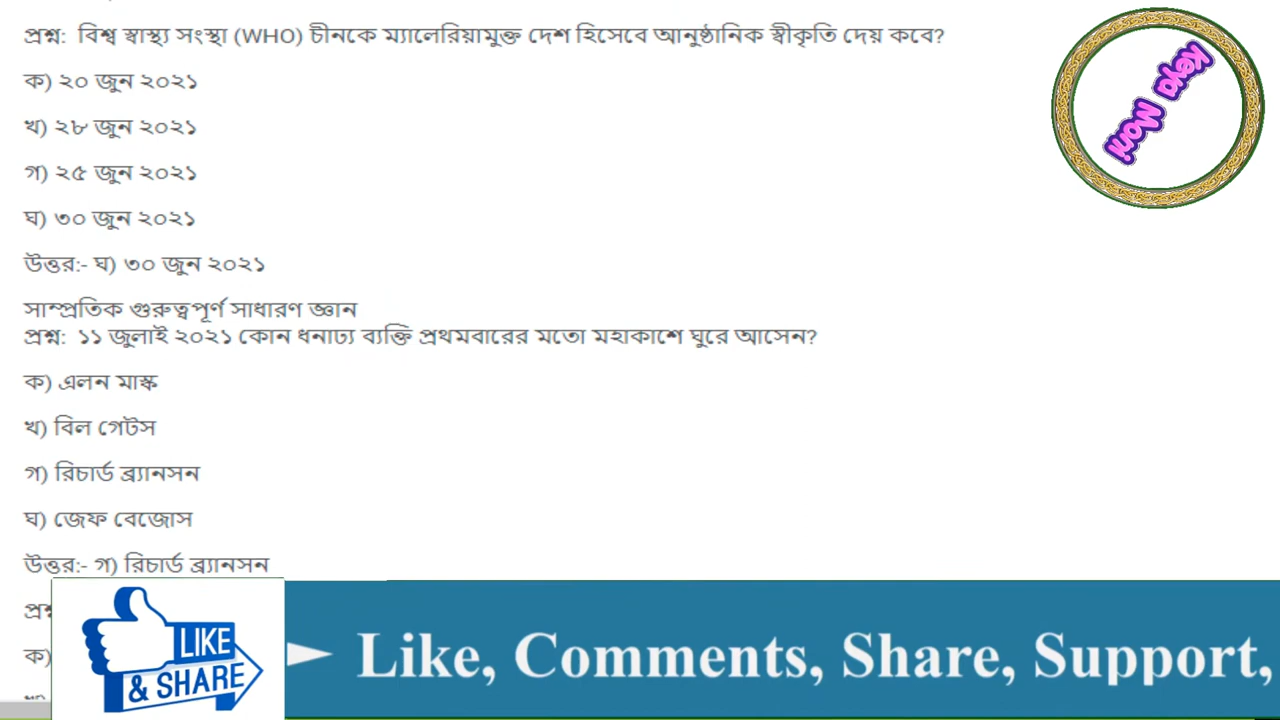 প্রশ্ন: বিশ্ব স্বাস্থ্য সংস্থা (WHO) চীনকে ম্যালেরিয়ামুক্ত দেশ হিসেবে আনুষ্ঠানিক স্বীকৃতি দেয় কবে?
ক) ২০ জুন ২০২১
খ) ২৮ জুন ২০২১
গ) ২৫ জুন ২০২১
ঘ) ৩০ জুন ২০২১
উত্তর:- ঘ) ৩০ জুন ২০২১
সাম্প্রতিক গুরুত্বপূর্ণ সাধারণ জ্ঞান
প্রশ্ন: ১১ জুলাই ২০২১ কোন ধনাঢ্য ব্যক্তি প্রথমবারের মতো মহাকাশে ঘুরে আসেন?
ক) এলন মাস্ক
খ) বিল গেটস
গ) রিচার্ড ব্র্যানসন
ঘ) জেফ বেজোস
উত্তর:- গ) রিচার্ড ব্র্যানসন
ক)
Keya Moni
LIKE
& SHARE
Like, Comments, Share, Support,